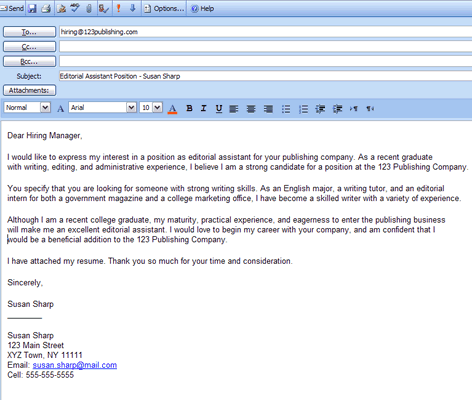 Send Options... Help
To... hiring@123publishing.com
Cc...
Bcc...
Subject: Editorial Assistant Position - Susan Sharp
Attachments:
Normal A Arial 10 A B I U
Dear Hiring Manager,
I would like to express my interest in a position as editorial assistant for your publishing company. As a recent graduate
with writing, editing, and administrative experience, I believe I am a strong candidate for a position at the 123 Publishing Company.
You specify that you are looking for someone with strong writing skills. As an English major, a writing tutor, and an editorial
intern for both a government magazine and a college marketing office, I have become a skilled writer with a variety of experience.
Although I am a recent college graduate, my maturity, practical experience, and eagerness to enter the publishing business
will make me an excellent editorial assistant. I would love to begin my career with your company, and am confident that I
would be a beneficial addition to the 123 Publishing Company.
I have attached my resume. Thank you so much for your time and consideration.
Sincerely,
Susan Sharp
________
Susan Sharp
123 Main Street
XYZ Town, NY 11111
Email: susan.sharp@mail.com
Cell: 555-555-5555